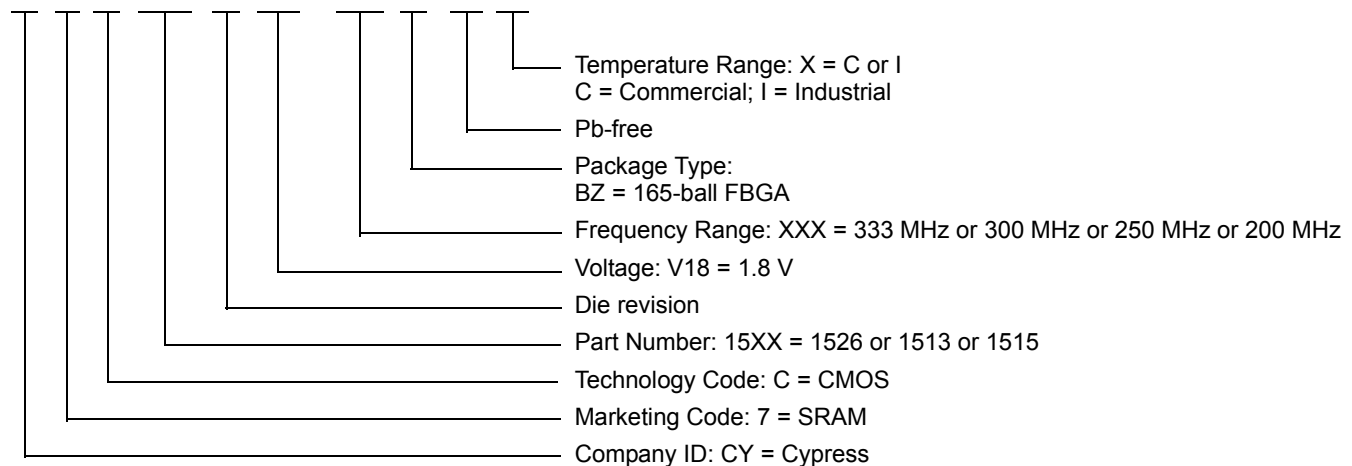 Temperature Range: X = C or I
C = Commercial; I = Industrial
Pb-free
Package Type:
BZ = 165-ball FBGA
Frequency Range: XXX = 333 MHz or 300 MHz or 250 MHz or 200 MHz
Voltage: V18 = 1.8 V
Die revision
Part Number: 15XX = 1526 or 1513 or 1515
Technology Code: C = CMOS
Marketing Code: 7 = SRAM
Company ID: CY = Cypress